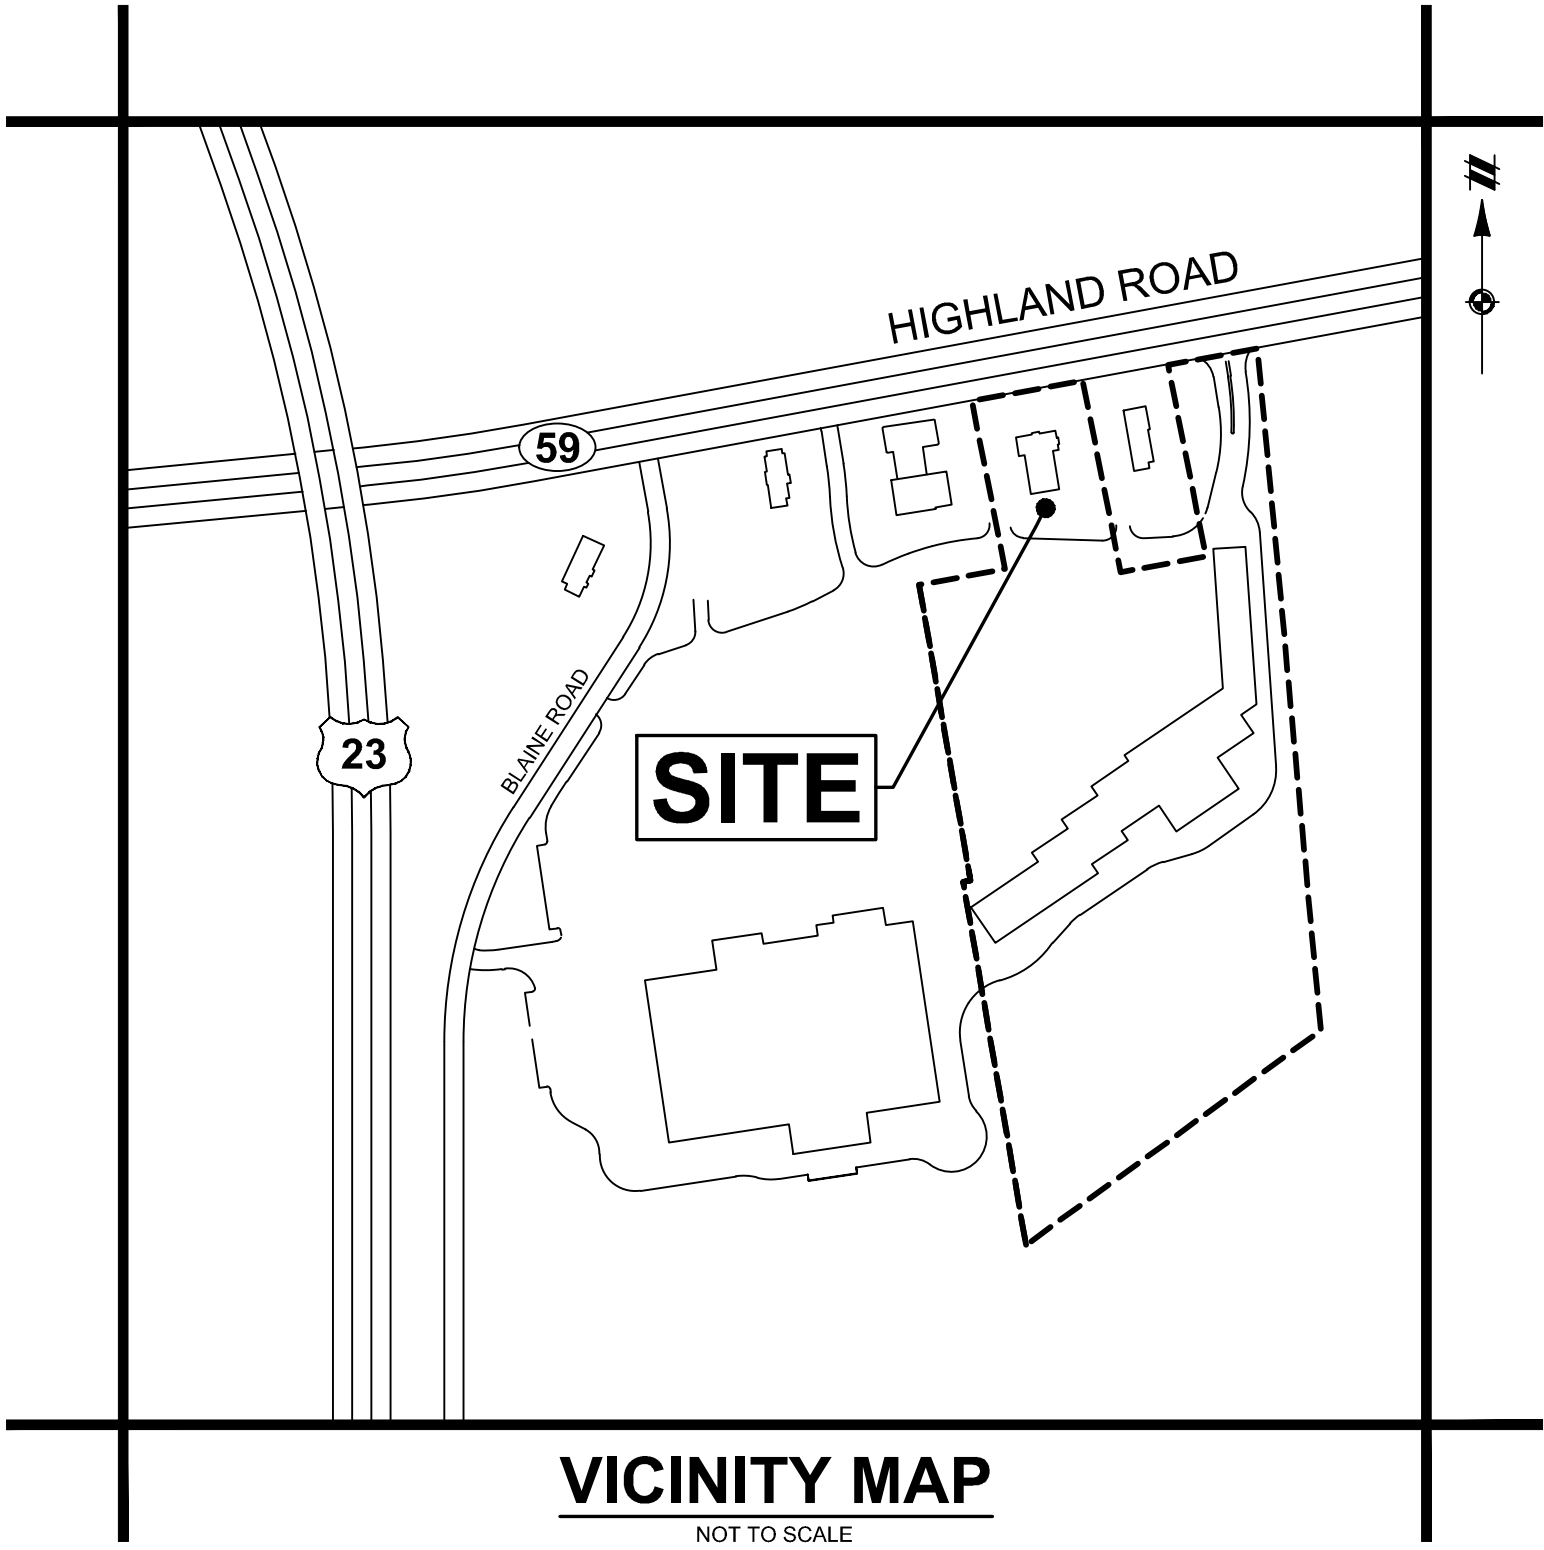 N
HIGHLAND ROAD
59
BLAINE ROAD
23
SITE
VICINITY MAP
NOT TO SCALE